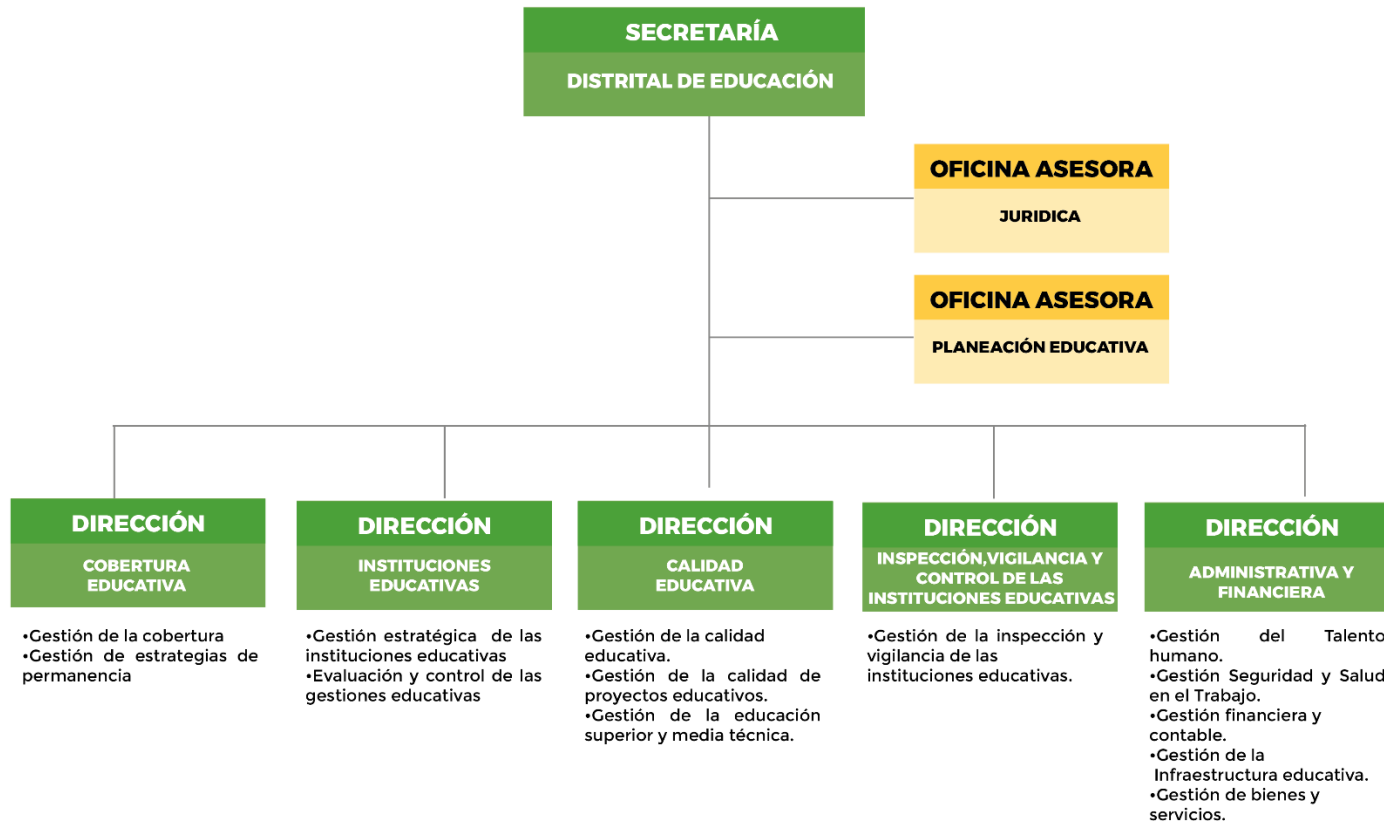 SECRETARÍA
DISTRITAL DE EDUCACIÓN
OFICINA ASESORA
JURIDICA
OFICINA ASESORA
PLANEACIÓN EDUCATIVA
DIRECCIÓN
COBERTURA
EDUCATIVA
•Gestión de la cobertura
•Gestión de estrategias de
permanencia
DIRECCIÓN
INSTITUCIONES
EDUCATIVAS
•Gestión estratégica de las
instituciones educativas
•Evaluación y control de las
gestiones educativas
DIRECCIÓN
CALIDAD
EDUCATIVA
•Gestión de la calidad
educativa.
•Gestión de la calidad de
proyectos educativos.
•Gestión de la educación
superior y media técnica.
DIRECCIÓN
INSPECCIÓN,VIGILANCIA Y
CONTROL DE LAS
INSTITUCIONES EDUCATIVAS
•Gestión de la inspección y
vigilancia de las
instituciones educativas.
DIRECCIÓN
ADMINISTRATIVA Y
FINANCIERA
•Gestión del Talento
humano.
•Gestión Seguridad y Salud
en el Trabajo.
•Gestión financiera y
contable.
•Gestión de la
Infraestructura educativa.
•Gestión de bienes y
servicios.